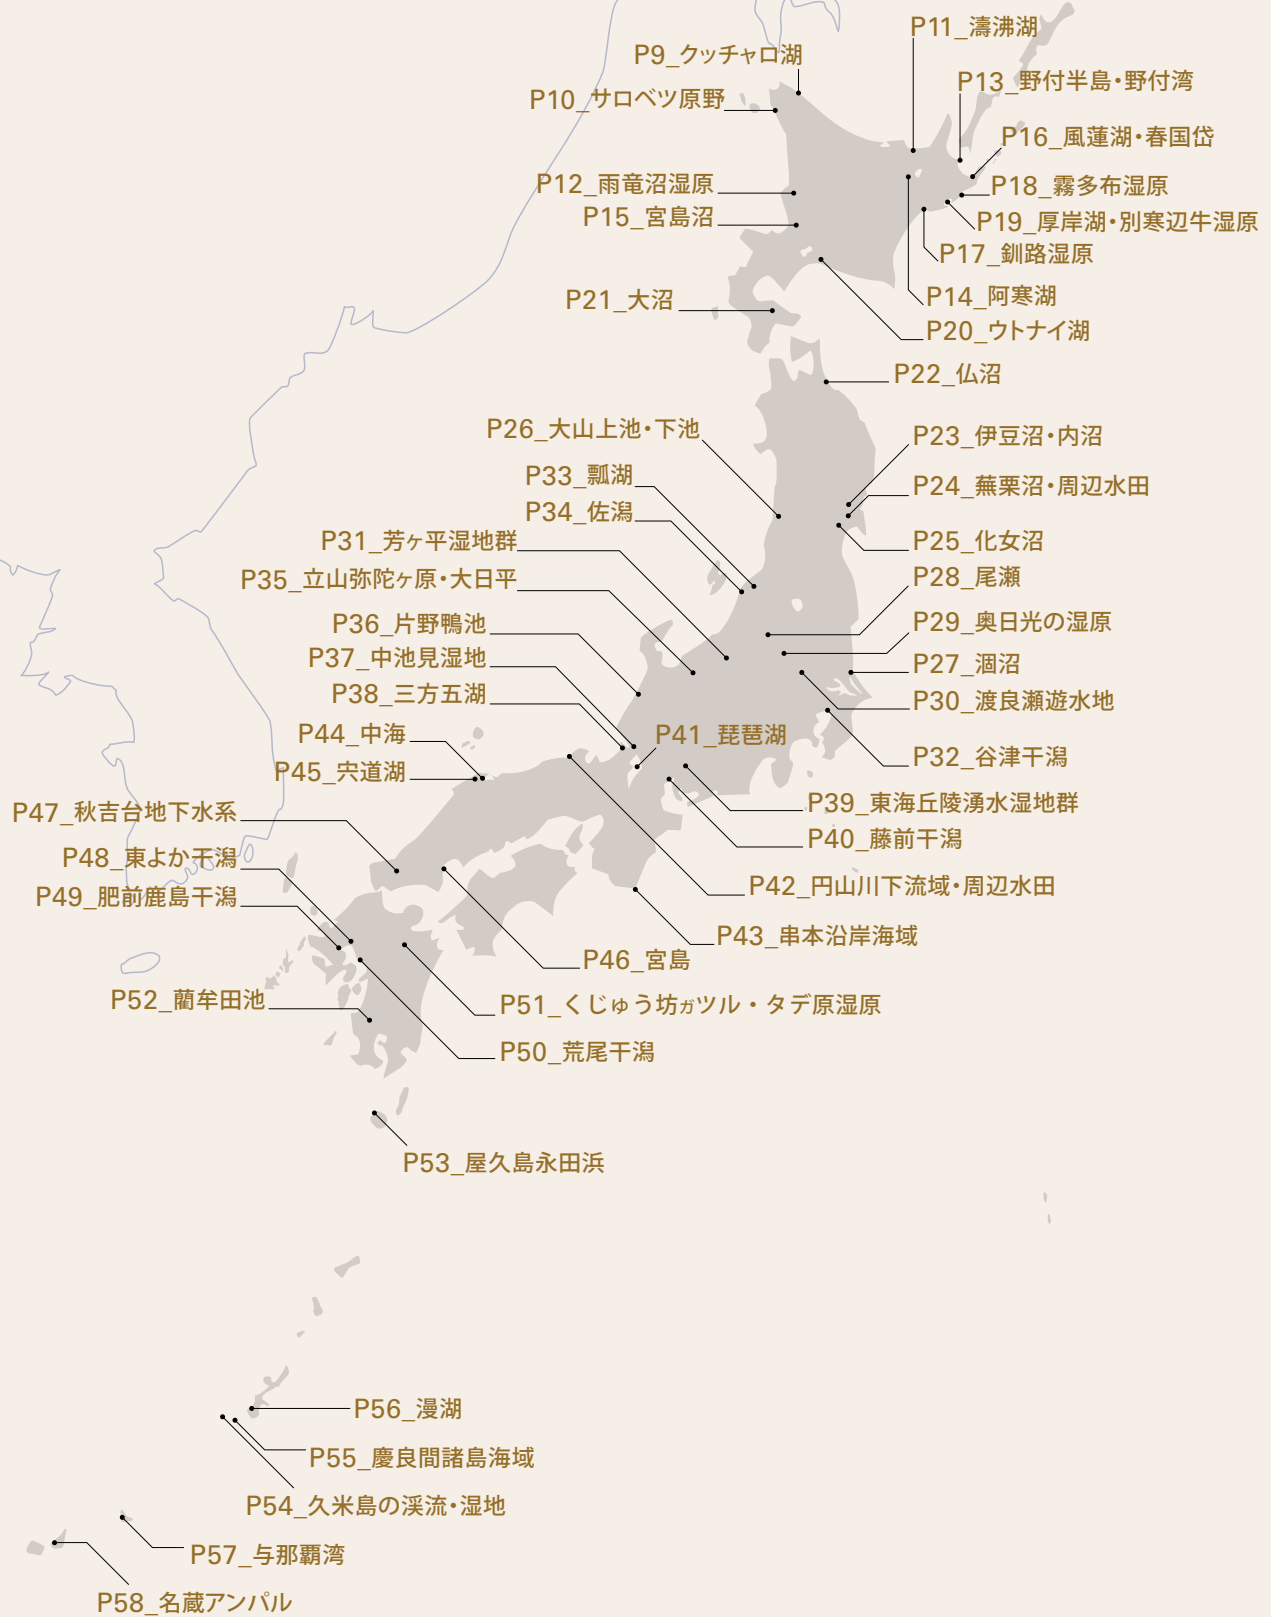 P11_濤沸湖
P9_クッチャロ湖
P13_野付半島・野付湾
P10_サロベツ原野
P16_風蓮湖・春国岱
P12_雨竜沼湿原
P18_霧多布湿原
P15_宮島沼
P19_厚岸湖・別寒辺牛湿原
P17_釧路湿原
P14_阿寒湖
P21_大沼
P20_ウトナイ湖
P22_仏沼
P26_大山上池・下池
P23_伊豆沼・内沼
P33_瓢湖
P24_蕪栗沼・周辺水田
P34_佐潟
P31_芳ヶ平湿地群
P25_化女沼
P35_立山弥陀ヶ原・大日平
P28_尾瀬
P36_片野鴨池
P29_奥日光の湿原
P37_中池見湿地
P27_涸沼
P38_三方五湖
P30_渡良瀬遊水地
P44_中海
P41_琵琶湖
P32_谷津干潟
P45_宍道湖
P39_東海丘陵湧水湿地群
P47_秋吉台地下水系
P40_藤前干潟
P48_東よか干潟
P42_円山川下流域・周辺水田
P49_肥前鹿島干潟
P43_串本沿岸海域
P46_宮島
P52_藺牟田池
P51_くじゅう坊ガツル・タデ原湿原
P50_荒尾干潟
P53_屋久島永田浜
P56_漫湖
P55_慶良間諸島海域
P54_久米島の渓流・湿地
P57_与那覇湾
P58_名蔵アンパル